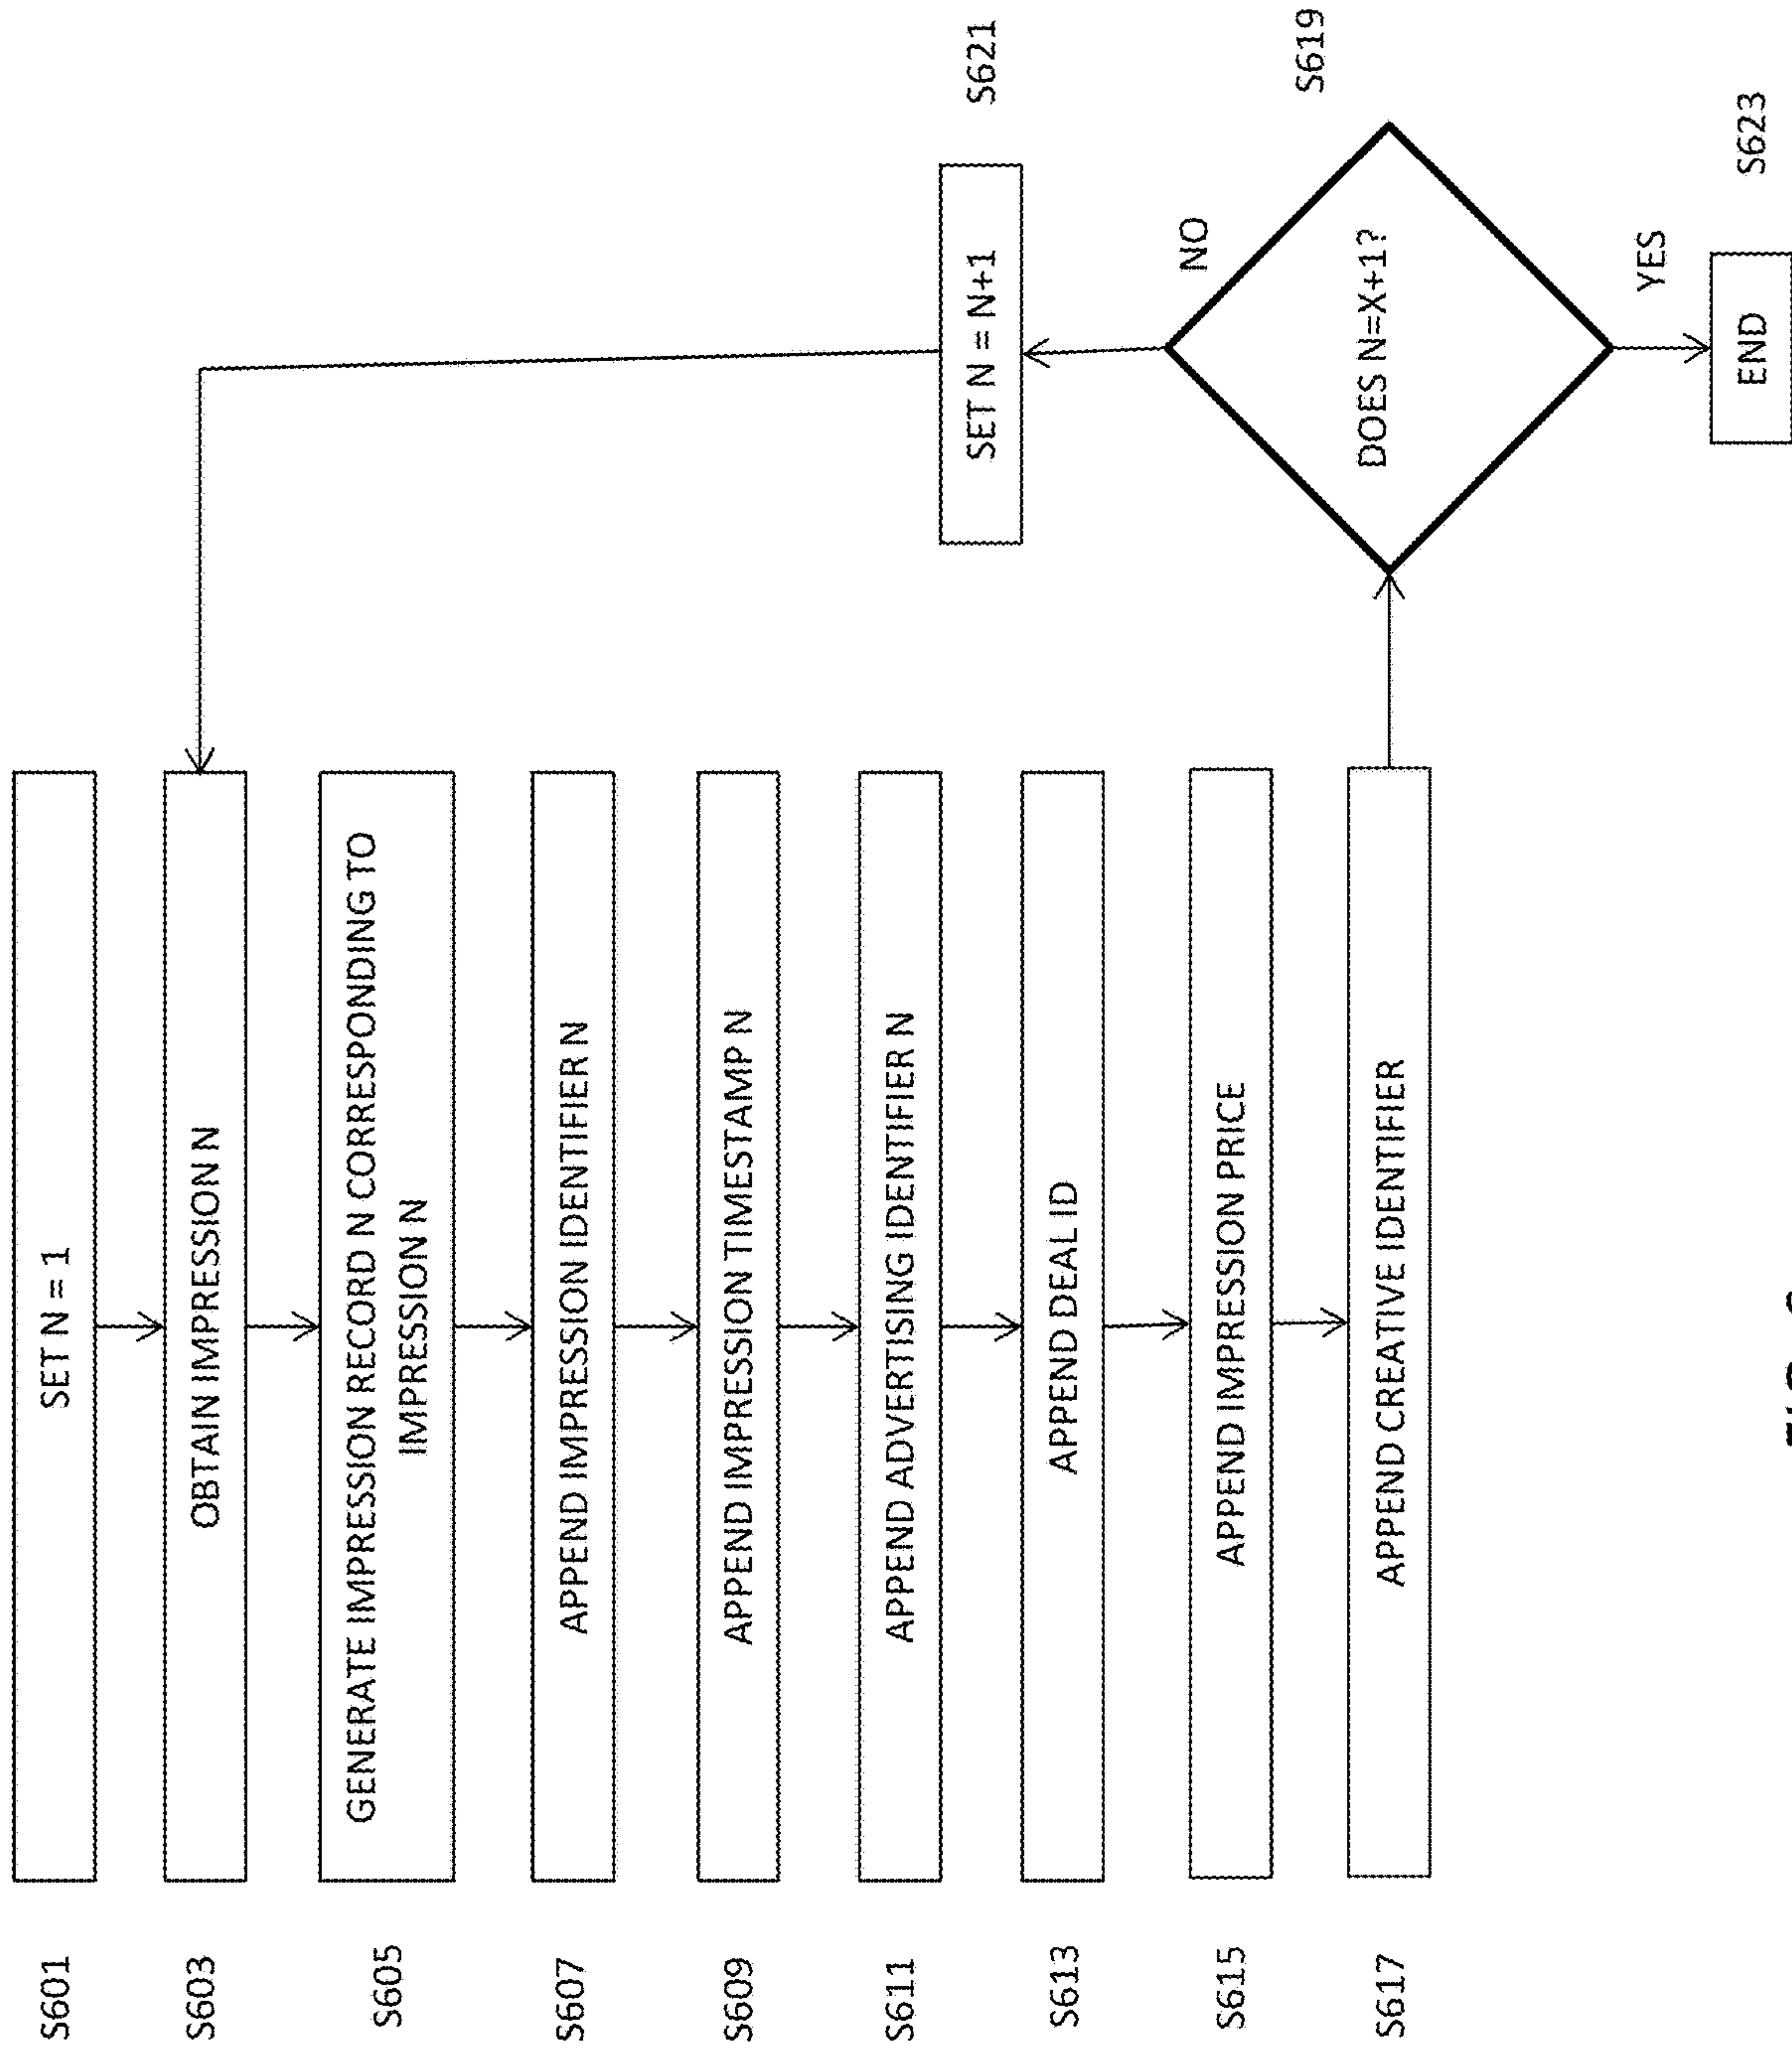 S601
SET N = 1
S603
OBTAIN IMPRESSION N
S605
GENERATE IMPRESSION RECORD N CORRESPONDING TO
IMPRESSION N
S607
APPEND IMPRESSION IDENTIFIER N
S609
APPEND IMPRESSION TIMESTAMP N
S611
APPEND ADVERTISING IDENTIFIER N
S613
APPEND DEAL ID
S615
APPEND IMPRESSION PRICE
S617
APPEND CREATIVE IDENTIFIER
SET N = N+1
S621
NO
S619
DOES N=X+1?
YES
S623
END